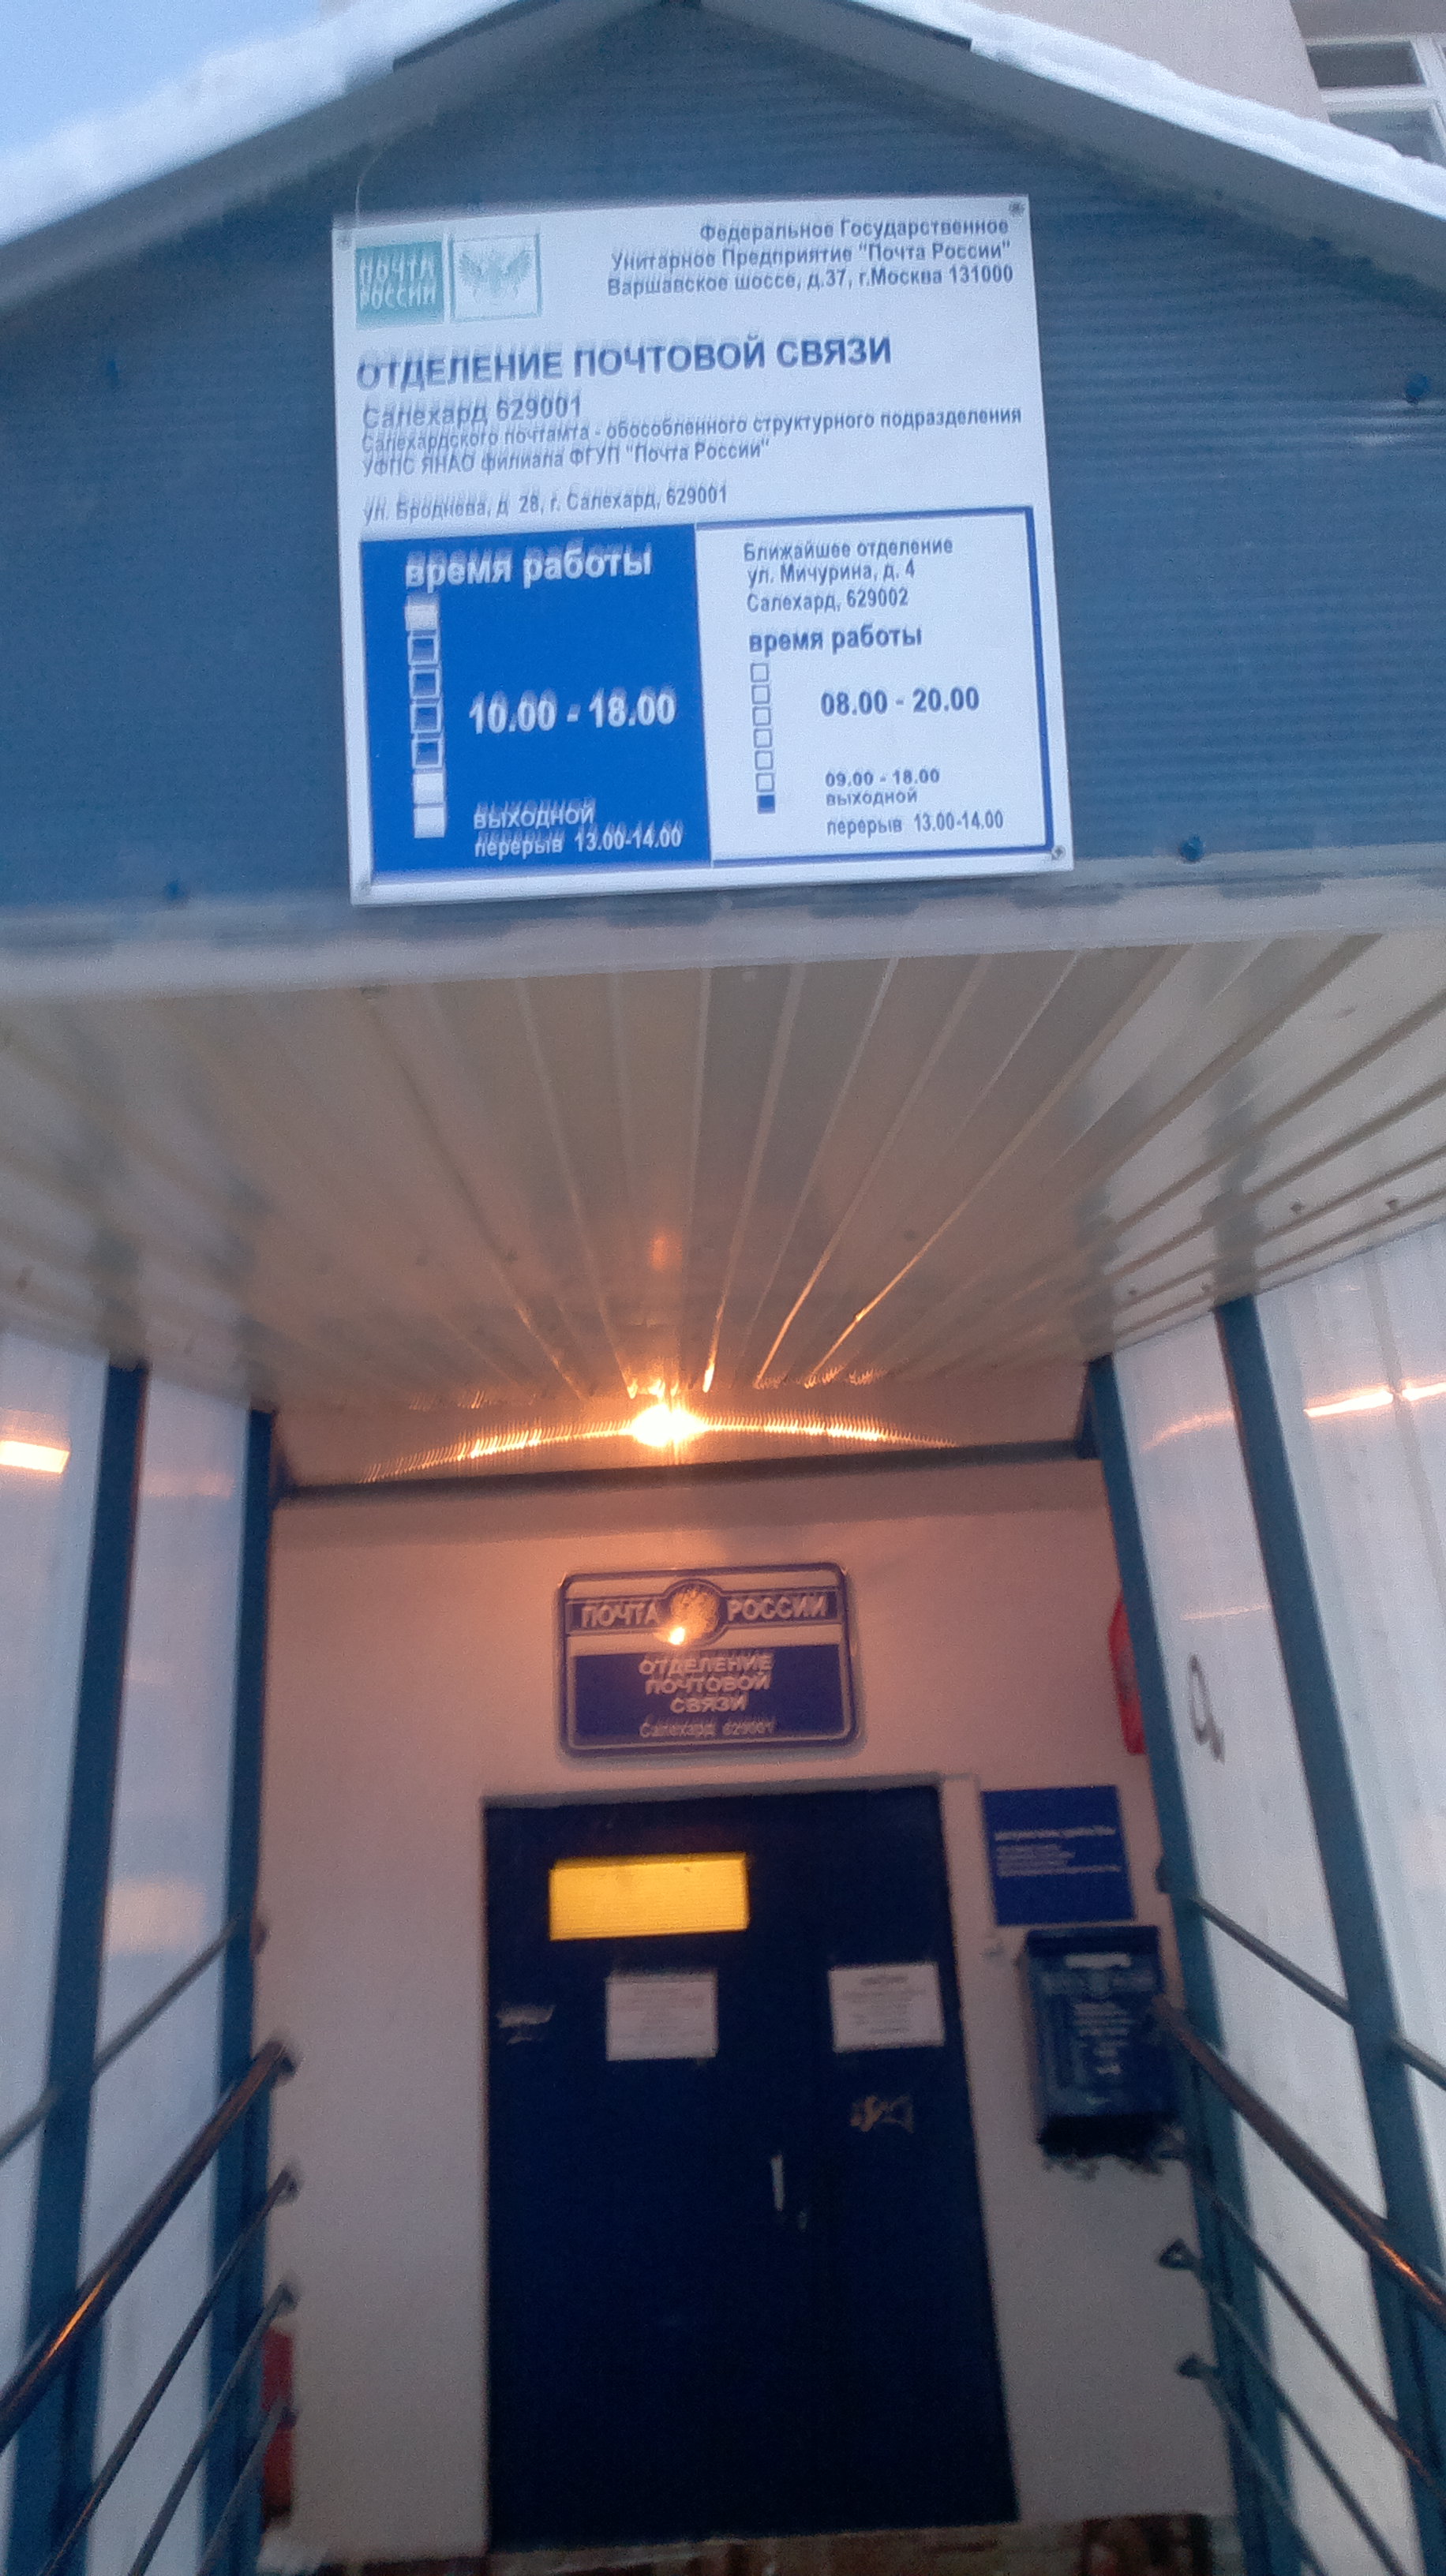 ПОЧТА
РОССИИ
Федеральное Государственное
Унитарное Предприятие "Почта России"
Варшавское шоссе, д.37, г.Москва 131000
ОТДЕЛЕНИЕ ПОЧТОВОЙ СВЯЗИ
Салехард 629001
Салехардского почтамта - обособленного структурного подразделения
УФПС ЯНАО филиала ФГУП "Почта России"
ул. Броднева, д 28, г. Салехард, 629001
время работы
10.00 - 18.00
выходной
перерыв 13.00-14.00
Ближайшее отделение
ул. Мичурина, д. 4
Салехард, 629002
время работы
08.00 - 20.00
09.00 - 18.00
выходной
перерыв 13.00-14.00
ПОЧТА РОССИИ
ОТДЕЛЕНИЕ
ПОЧТОВОЙ
СВЯЗИ
Салехард 629001